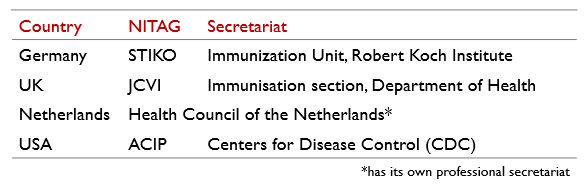 Country NITAG Secretariat
Germany STIKO Immunization Unit, Robert Koch Institute
UK JCVI Immunisation section, Department of Health
Netherlands Health Council of the Netherlands*
USA ACIP Centers for Disease Control (CDC)
*has its own professional secretariat